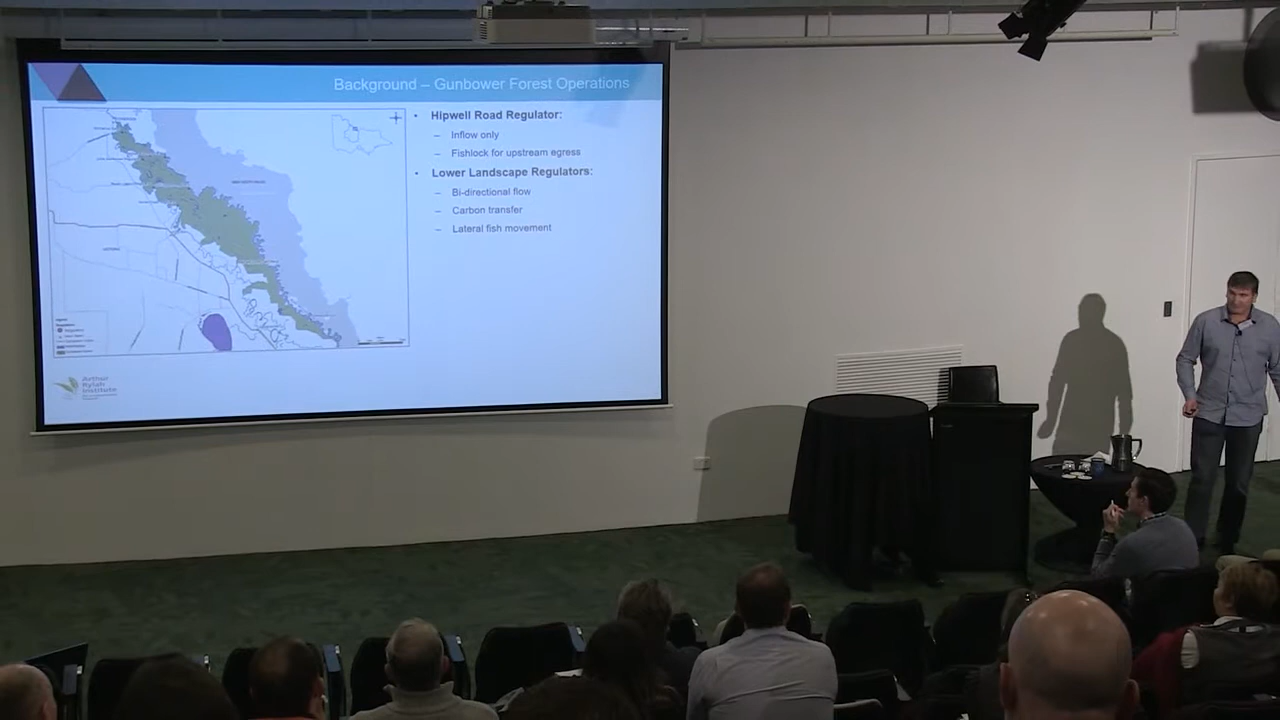 Background – Gunbower Forest Operations
• Hipwell Road Regulator:
– Inflow only
– Fishlock for upstream egress
• Lower Landscape Regulators:
– Bi-directional flow
– Carbon transfer
– Lateral fish movement
Arthur
Rylah
Institute